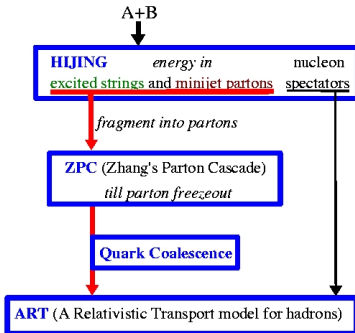 A+B
HIJING energy in nucleon
excited strings and minijet partons spectators
fragment into partons
ZPC (Zhang's Parton Cascade)
till parton freezeout
Quark Coalescence
ART (A Relativistic Transport model for hadrons)